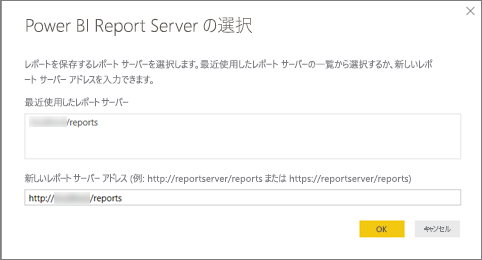 Power BI Report Server の選択
レポートを保存するレポート サーバーを選択します。最近使用したレポート サーバーの一覧から選択するか、新しいレポ
ート サーバー アドレスを入力できます。
最近使用したレポート サーバー
/reports
新しいレポート サーバー アドレス (例: http://reportserver/reports または https://reportserver/reports)
http:// /reports
OK
キャンセル